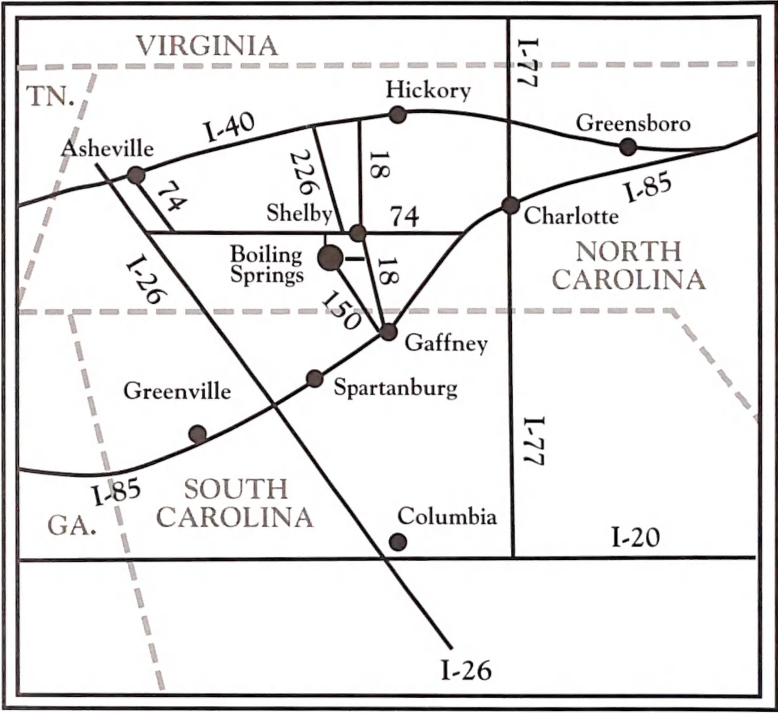 VIRGINIA
I-77
TN.
Hickory
I-40
Greensboro
Asheville
226
18
I-85
74
Shelby
74
Charlotte
Boiling
Springs
18
NORTH
CAROLINA
I-26
150
Gaffney
Greenville
Spartanburg
I-77
I-85
SOUTH
CAROLINA
GA.
Columbia
I-20
I-26